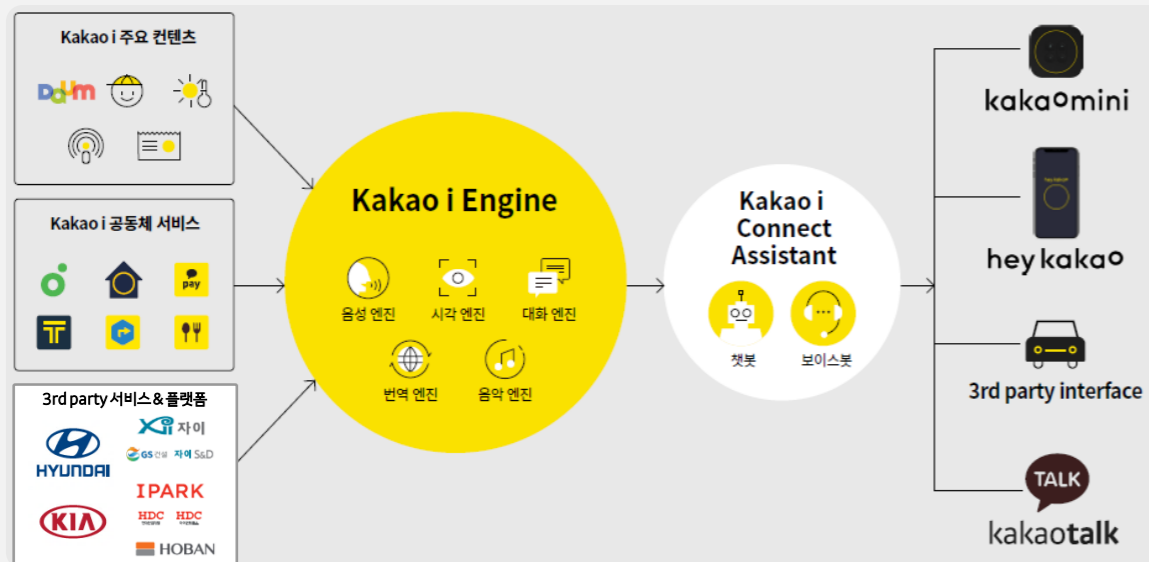 Kakao i 주요 컨텐츠
Daum
Kakao i 공동체 서비스
pay
3rd party 서비스&플랫폼
HYUNDAI
Xi 자이
GS건설 자이 S&D
IPARK
KIA
HDC HDC
HOBAN
Kakao i Engine
음성 엔진
시각 엔진
대화 엔진
번역 엔진
음악 엔진
Kakao i
Connect
Assistant
챗봇
보이스봇
kakaomini
hey kakao
hey kakao
3rd party interface
TALK
kakaotalk